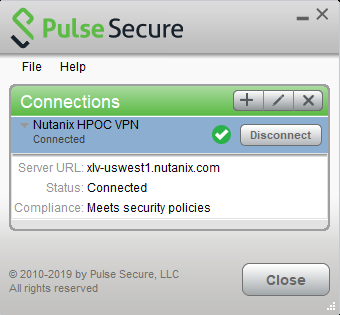 Pulse Secure
File Help
Connections
Nutanix HPOC VPN
Connected
Disconnect
Server URL: xlv-uswest1.nutanix.com
Status: Connected
Compliance: Meets security policies
© 2010-2019 by Pulse Secure, LLC
All rights reserved
Close